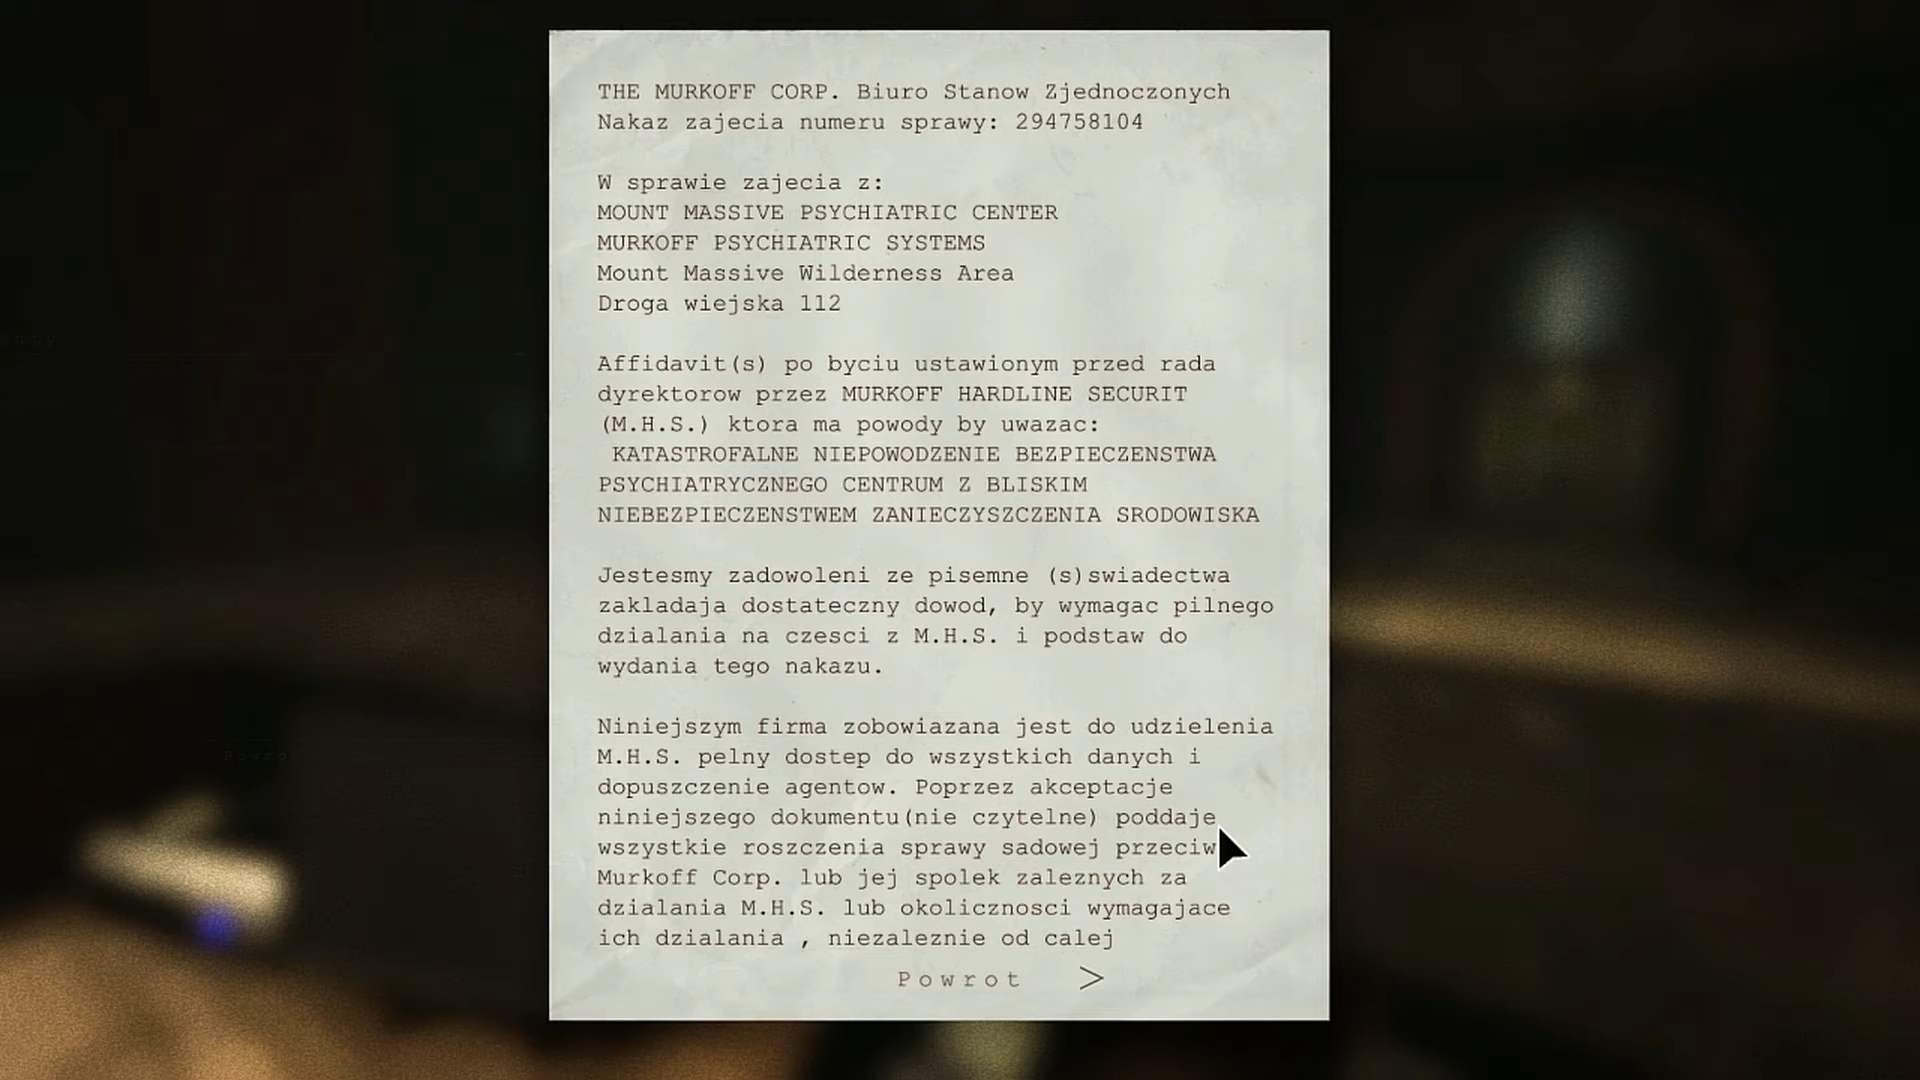 THE MURKOFF CORP. Biuro Stanow Zjednoczonych
Nakaz zajecia numeru sprawy: 294758104
W sprawie zajecia z:
MOUNT MASSIVE PSYCHIATRIC CENTER
MURKOFF PSYCHIATRIC SYSTEMS
Mount Massive Wilderness Area
Droga wiejska 112
Affidavit(s) po byciu ustawionym przed rada
dyrektorow przez MURKOFF HARDLINE SECURIT
(M.H.S.) ktora ma powody by uwazac:
KATASTROFALNE NIEPOWODZENIE BEZPIECZENSTWA
PSYCHIATRYCZNEGO CENTRUM Z BLISKIM
NIEBEZPIECZENSTWEM ZANIECZYSZCZENIA SRODOWISKA
Jestesmy zadowoleni ze pisemne (s)swiadectwa
zakladaja dostateczny dowod, by wymagac pilnego
dzialania na czesci z M.H.S. i podstaw do
wydania tego nakazu.
Niniejszym firma zobowiazana jest do udzielenia
M.H.S. pelny dostep do wszystkich danych i
dopuszczenie agentow. Poprzez akceptacje
niniejszego dokumentu(nie czytelne) poddaje
wszystkie roszczenia sprawy sadowej przeciw
Murkoff Corp. lub jej spolek zaleznych za
dzialania M.H.S. lub okolicznosci wymagajace
ich dzialania , niezaleznie od calej
Powrot >